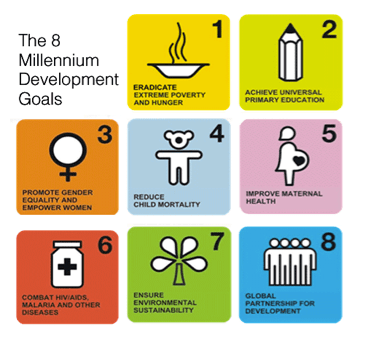 The 8
Millennium
Development
Goals
1
ERADICATE
EXTREME POVERTY
AND HUNGER
2
ACHIEVE UNIVERSAL
PRIMARY EDUCATION
3
PROMOTE GENDER
EQUALITY AND
EMPOWER WOMEN
4
REDUCE
CHILD MORTALITY
5
IMPROVE MATERNAL
HEALTH
6
COMBAT HIV/AIDS,
MALARIA AND OTHER
DISEASES
7
ENSURE
ENVIRONMENTAL
SUSTAINABILITY
8
GLOBAL
PARTNERSHIP FOR
DEVELOPMENT